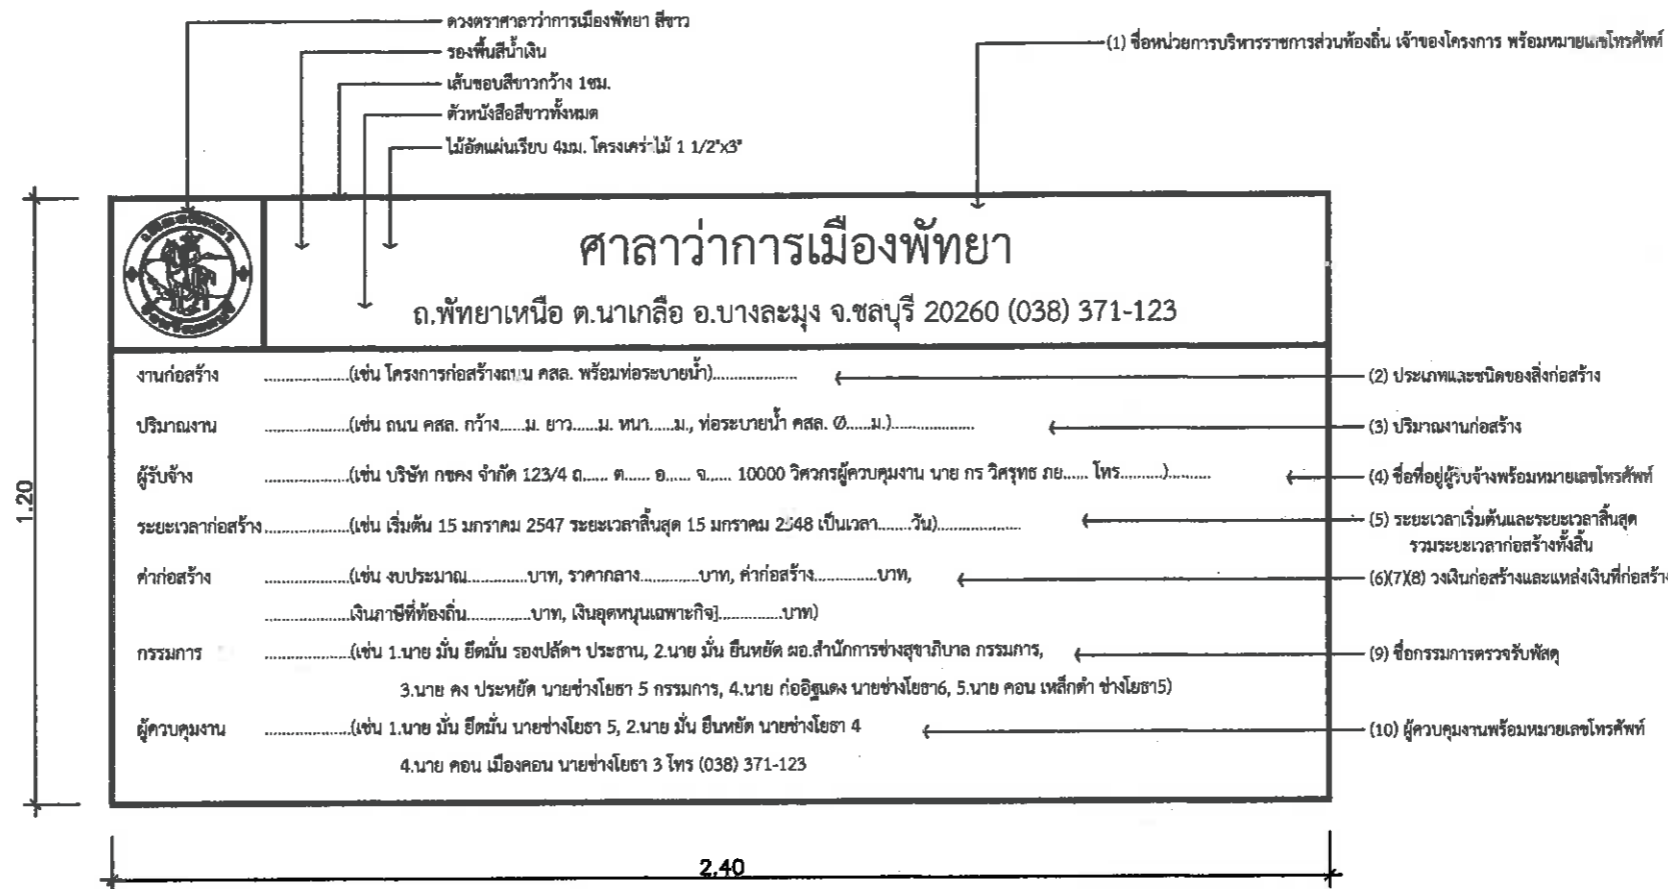 ดวงตราศาลาว่าการเมืองพัทยา สีขาว
รองพื้นสีน้ำเงิน
เส้นขอบสีขาวกว้าง 1ซม.
ตัวหนังสือสีขาวทั้งหมด
ไม้อัดแผ่นเรียบ 4มม. โครงเคร่าไม้ 1 1/2"x3"
(1) ชื่อหน่วยการบริหารราชการส่วนท้องถิ่น เจ้าของโครงการ พร้อมหมายเลขโทรศัพท์
ศาลาว่าการเมืองพัทยา
ถ.พัทยาเหนือ ต.นาเกลือ อ.บางละมุง จ.ชลบุรี 20260 (038) 371-123
งานก่อสร้าง ....................(เช่น โครงการก่อสร้างถนน คสล. พร้อมท่อระบายน้ำ)....................
(2) ประเภทและชนิดของสิ่งก่อสร้าง
ปริมาณงาน ....................(เช่น ถนน คสล. กว้าง......ม. ยาว......ม. หนา......ม., ท่อระบายน้ำ คสล. Ø......ม.)....................
(3) ปริมาณงานก่อสร้าง
ผู้รับจ้าง ....................(เช่น บริษัท กขคง จำกัด 123/4 ถ...... ต...... อ...... จ...... 10000 วิศวกรผู้ควบคุมงาน นาย กร วิศรุทธ ภย...... โทร..........)..........
(4) ชื่อที่อยู่ผู้รับจ้างพร้อมหมายเลขโทรศัพท์
ระยะเวลาก่อสร้าง....................(เช่น เริ่มต้น 15 มกราคม 2547 ระยะเวลาสิ้นสุด 15 มกราคม 2548 เป็นเวลา........วัน)....................
(5) ระยะเวลาเริ่มต้นและระยะเวลาสิ้นสุด
รวมระยะเวลาก่อสร้างทั้งสิ้น
ค่าก่อสร้าง ....................(เช่น งบประมาณ..............บาท, ราคากลาง..............บาท, ค่าก่อสร้าง..............บาท,
(6)(7)(8) วงเงินก่อสร้างและแหล่งเงินที่ก่อสร้าง
....................เงินภาษีที่ท้องถิ่น..............บาท, เงินอุดหนุนเฉพาะกิจ]..............บาท)
กรรมการ ....................(เช่น 1.นาย มั่น ยึดมั่น รองปลัดฯ ประธาน, 2.นาย มั่น ยืนหยัด ผอ.สำนักการช่างสุขาภิบาล กรรมการ,
(9) ชื่อกรรมการตรวจรับพัสดุ
3.นาย คง ประหยัด นายช่างโยธา 5 กรรมการ, 4.นาย ก่ออิฐแดง นายช่างโยธา6, 5.นาย คอน เหล็กดำ ช่างโยธา5)
ผู้ควบคุมงาน ....................(เช่น 1.นาย มั่น ยึดมั่น นายช่างโยธา 5, 2.นาย มั่น ยืนหยัด นายช่างโยธา 4
(10) ผู้ควบคุมงานพร้อมหมายเลขโทรศัพท์
4.นาย คอน เมืองคอน นายช่างโยธา 3 โทร (038) 371-123
1.20
2.40